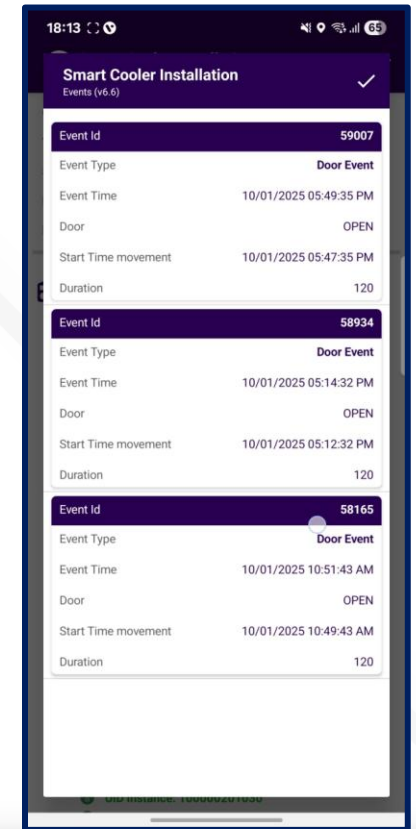 18:13
65
Smart Cooler Installation
Events (v6.6)
Event Id 59007
Event Type Door Event
Event Time 10/01/2025 05:49:35 PM
Door OPEN
Start Time movement 10/01/2025 05:47:35 PM
Duration 120
Event Id 58934
Event Type Door Event
Event Time 10/01/2025 05:14:32 PM
Door OPEN
Start Time movement 10/01/2025 05:12:32 PM
Duration 120
Event Id 58165
Event Type Door Event
Event Time 10/01/2025 10:51:43 AM
Door OPEN
Start Time movement 10/01/2025 10:49:43 AM
Duration 120